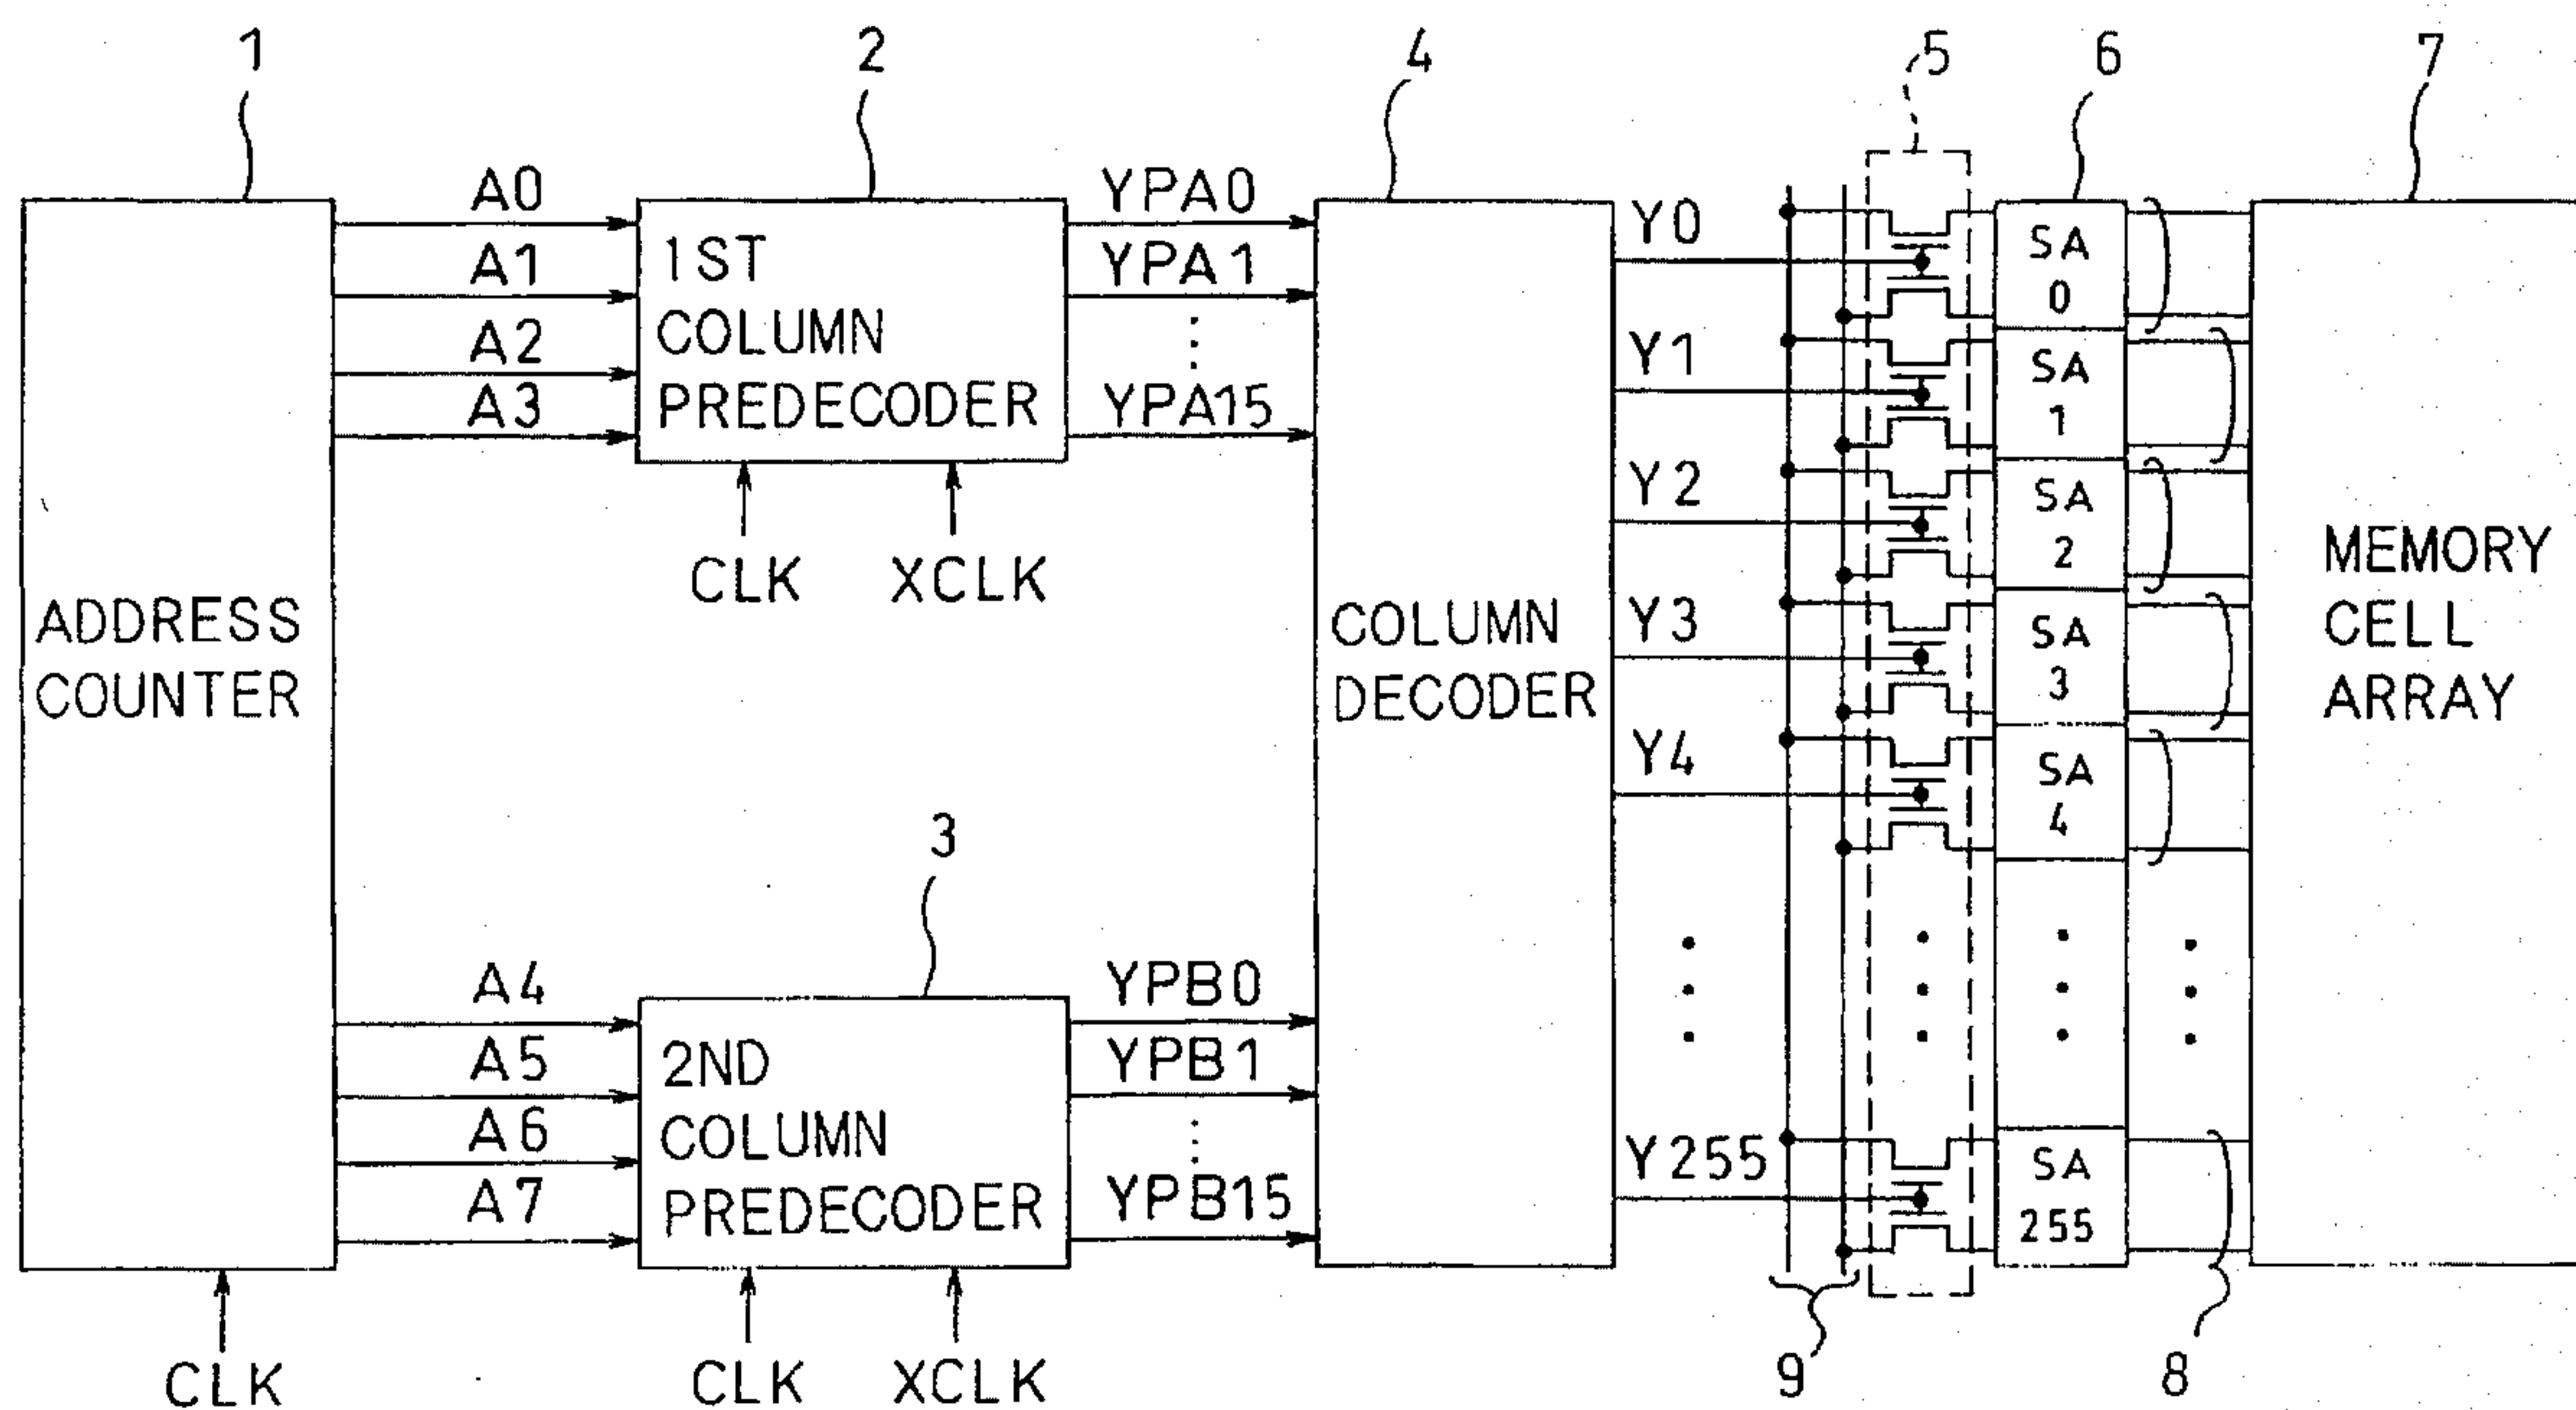 1
2
4
5
6
7
A0
A1
A2
A3
1ST
COLUMN
PREDECODER
YPA0
YPA1
YPA15
CLK
XCLK
ADDRESS
COUNTER
COLUMN
DECODER
Y0
Y1
Y2
Y3
Y4
Y255
SA
0
SA
1
SA
2
SA
3
SA
4
SA
255
MEMORY
CELL
ARRAY
3
A4
A5
A6
A7
2ND
COLUMN
PREDECODER
YPB0
YPB1
YPB15
CLK
CLK
XCLK
9
8